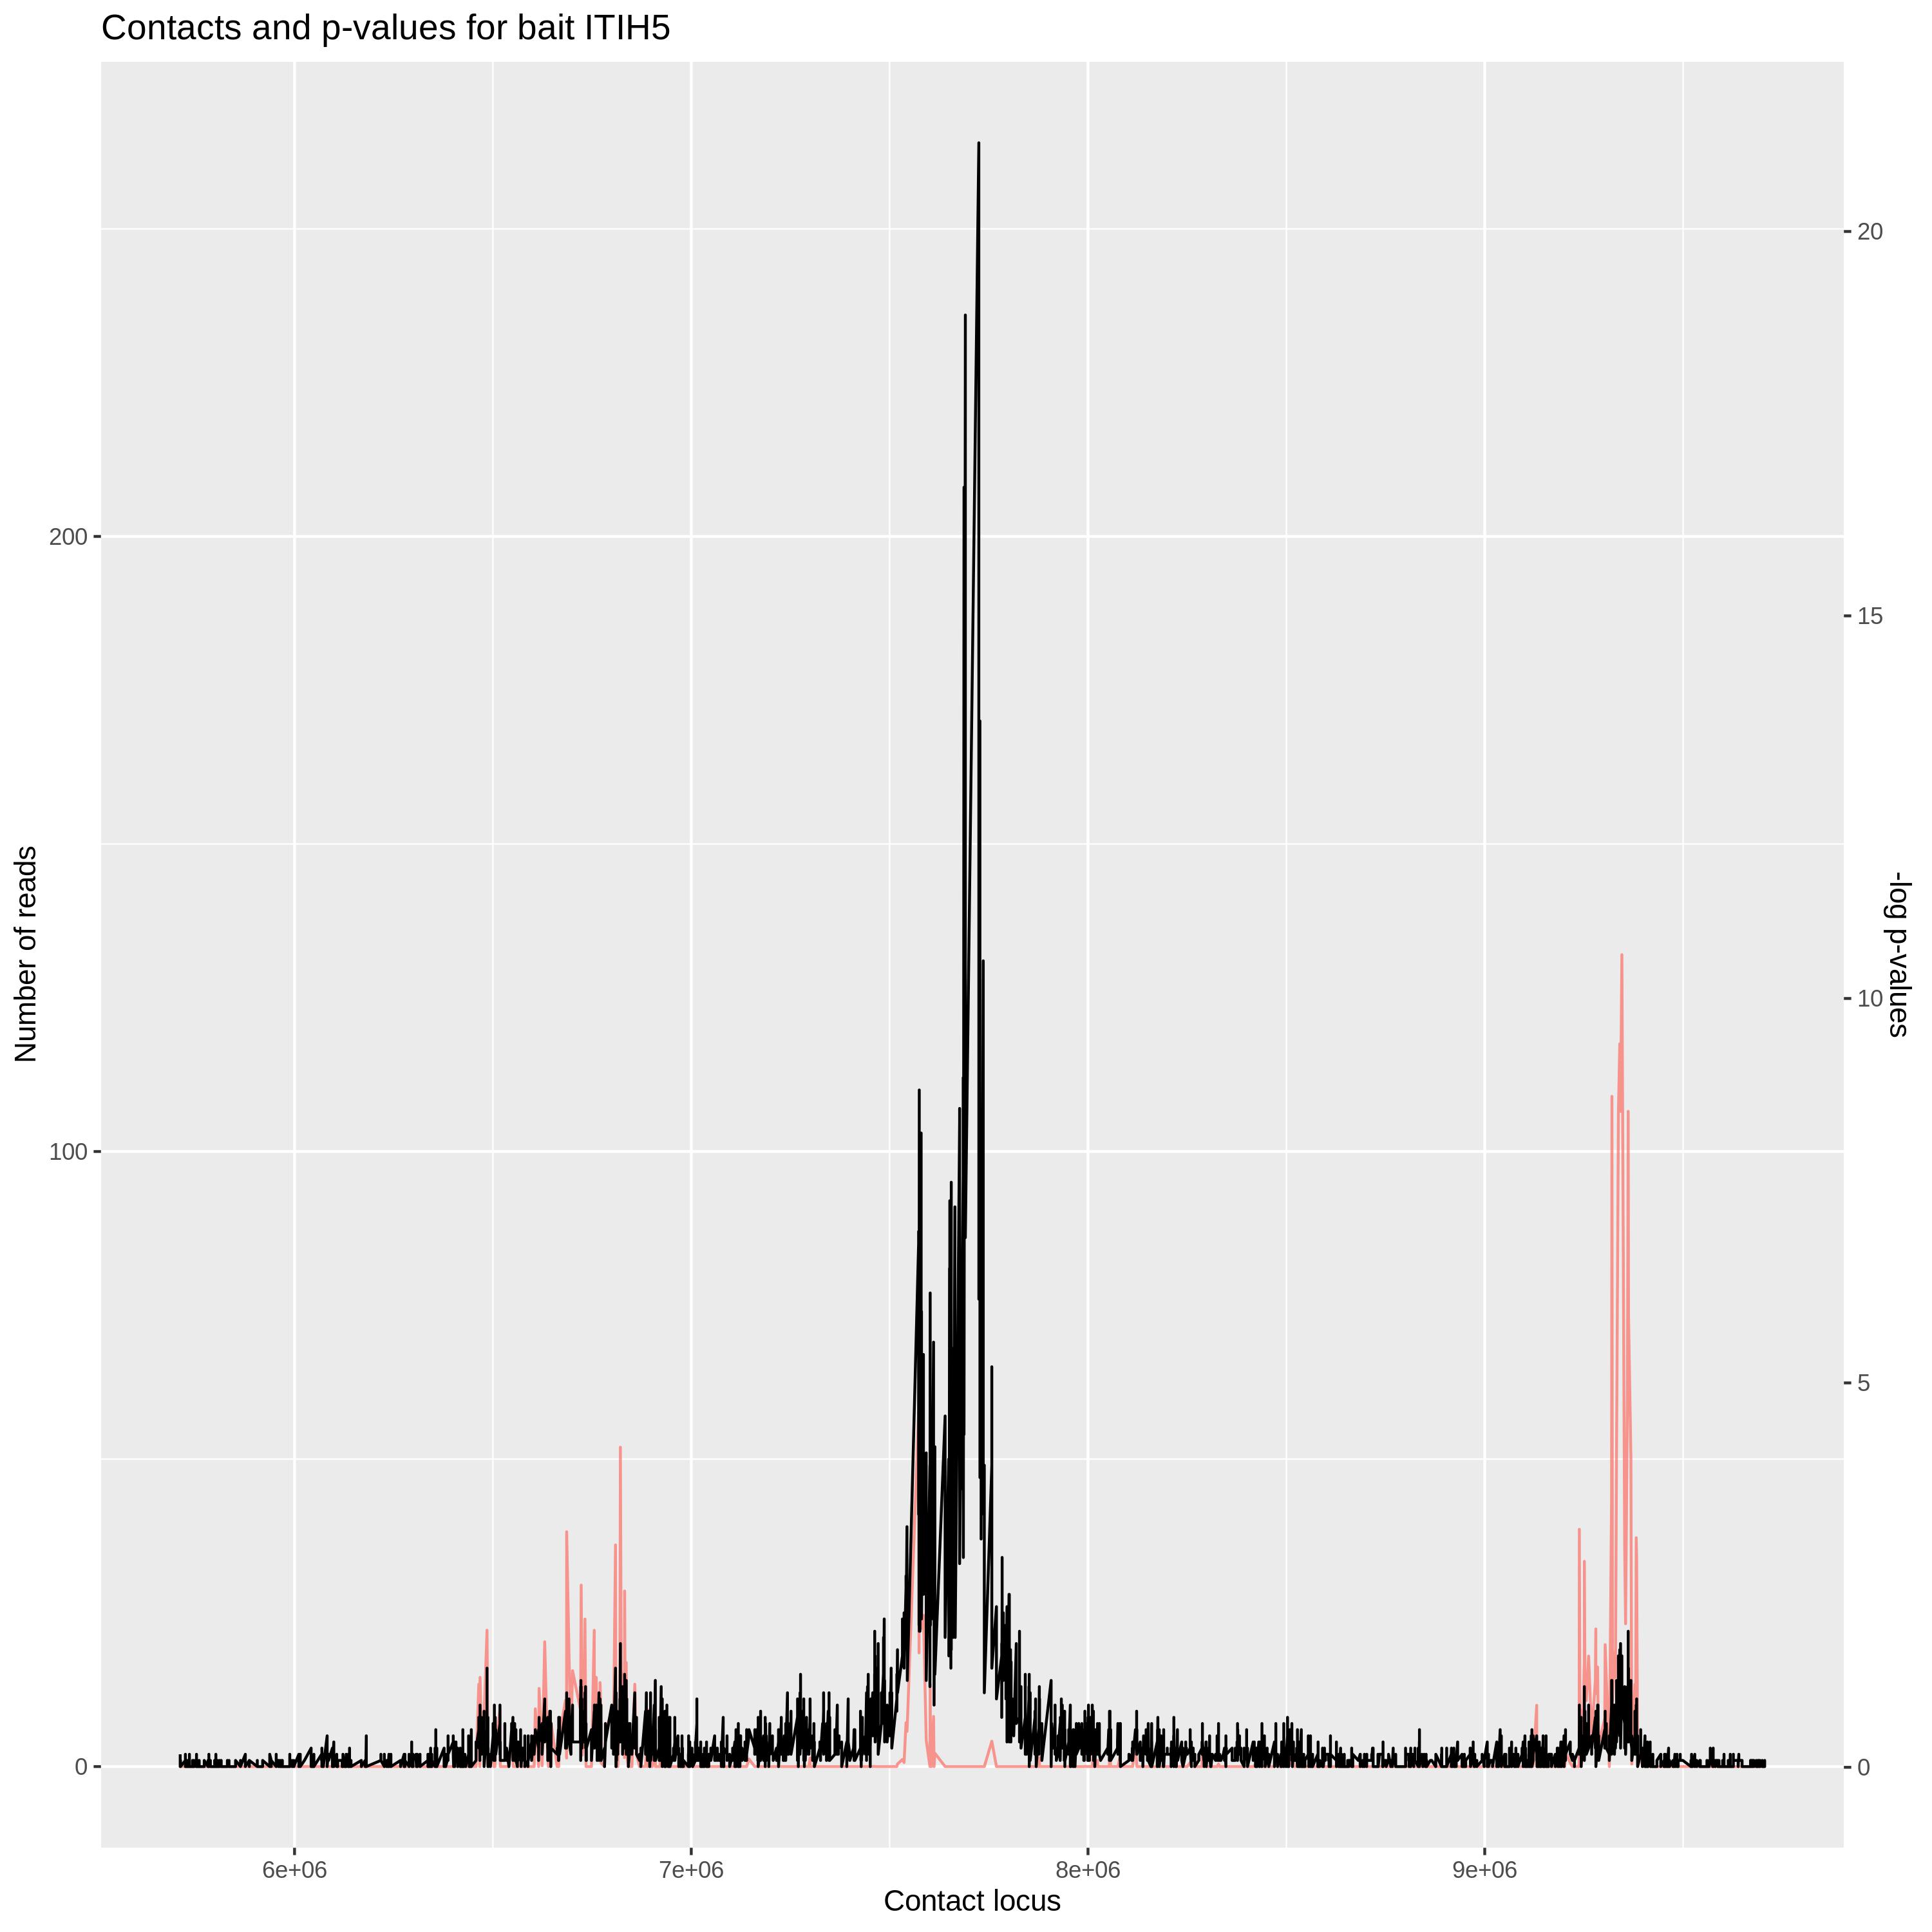 Contacts and p-values for bait ITIH5
Number of reads
200
100
0
20
15
10
5
0
-log p-values
6e+06
7e+06
8e+06
9e+06
Contact locus